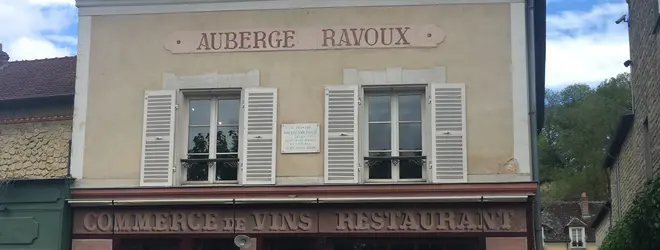 AUBERGE RAVOUX
COMMERCE DE VINS RESTAURANT